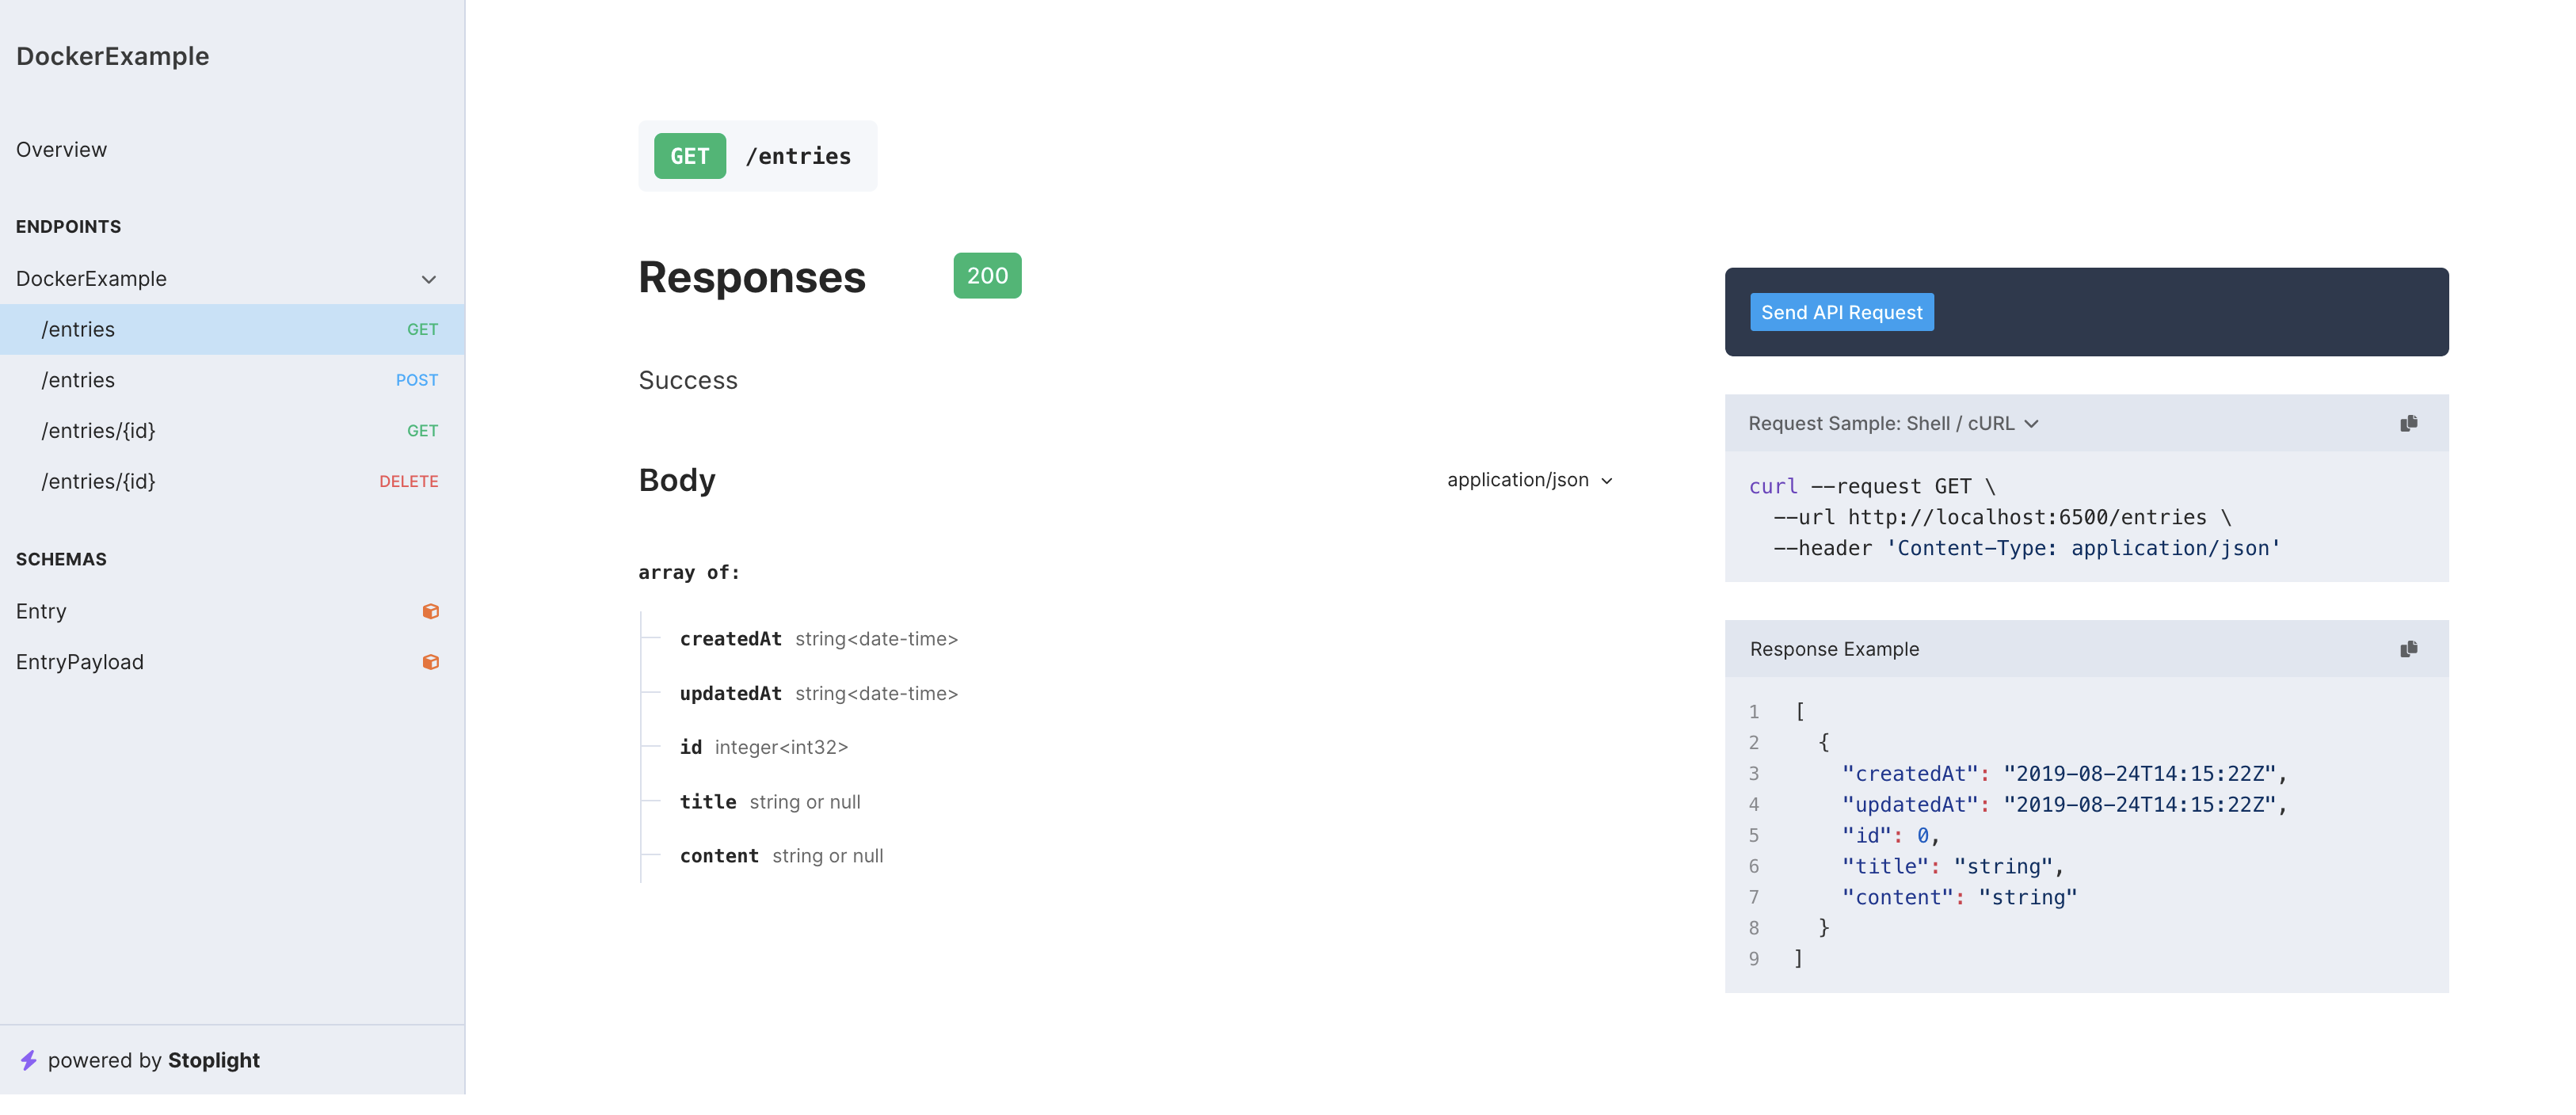 DockerExample
Overview
ENDPOINTS
DockerExample
/entries GET
/entries POST
/entries/{id} GET
/entries/{id} DELETE
SCHEMAS
Entry
EntryPayload
powered by Stoplight
GET /entries
Responses 200
Success
Body application/json
array of:
createdAt string<date-time>
updatedAt string<date-time>
id integer<int32>
title string or null
content string or null
Send API Request
Request Sample: Shell / cURL
curl --request GET \
--url http://localhost:6500/entries \
--header 'Content-Type: application/json'
Response Example
1 [
2 {
3 "createdAt": "2019-08-24T14:15:22Z",
4 "updatedAt": "2019-08-24T14:15:22Z",
5 "id": 0,
6 "title": "string",
7 "content": "string"
8 }
9 ]